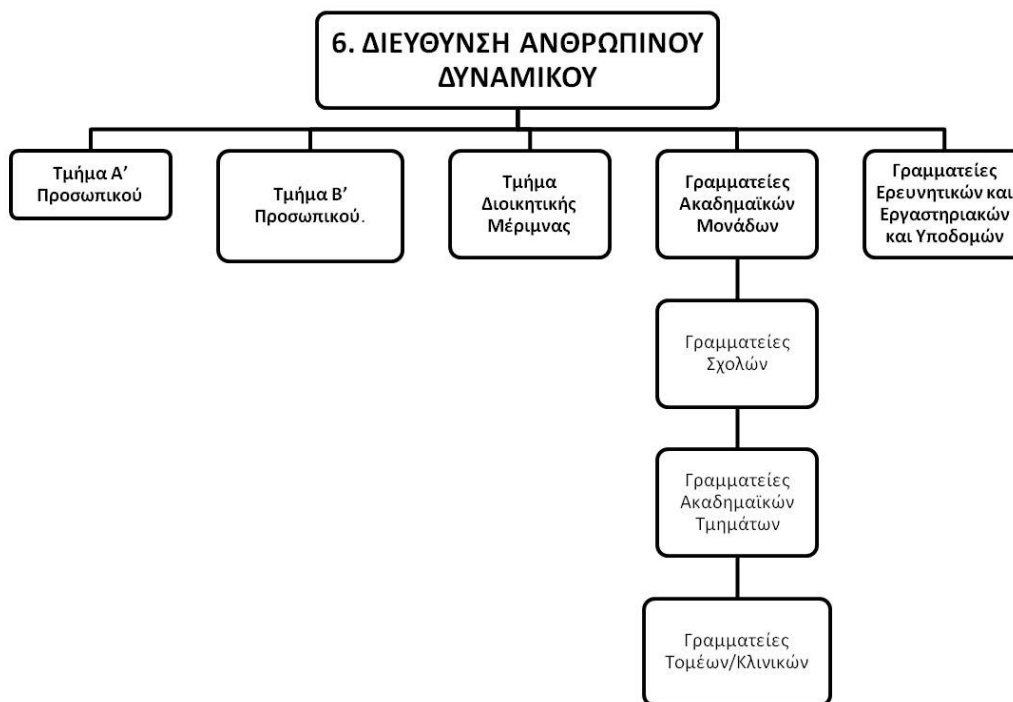 6. ΔΙΕΥΘΥΝΣΗ ΑΝΘΡΩΠΙΝΟΥ
ΔΥΝΑΜΙΚΟΥ
Τμήμα Α’
Προσωπικού
Τμήμα Β’
Προσωπικού.
Τμήμα
Διοικητικής
Μέριμνας
Γραμματείες
Ακαδημαϊκών
Μονάδων
Γραμματείες
Ερευνητικών και
Εργαστηριακών
και Υποδομών
Γραμματείες
Σχολών
Γραμματείες
Ακαδημαϊκών
Τμημάτων
Γραμματείες
Τομέων/Κλινικών